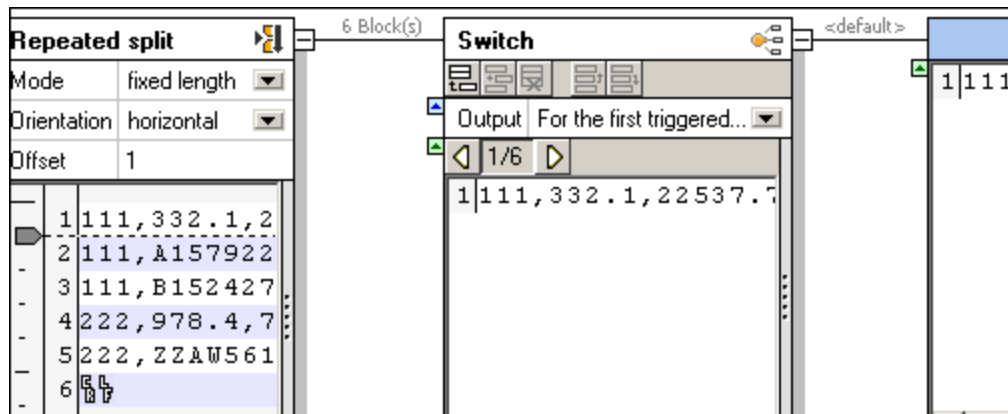 Repeated split
6 Block(s)
Switch
<default>
Mode fixed length
Orientation horizontal
Offset 1
Output For the first triggered...
1/6
1 111,332.1,2
2 111,A157922
3 111,B152427
4 222,978.4,7
5 222,ZZAW561
6 CR LF
1 111,332.1,22537.7
1 111